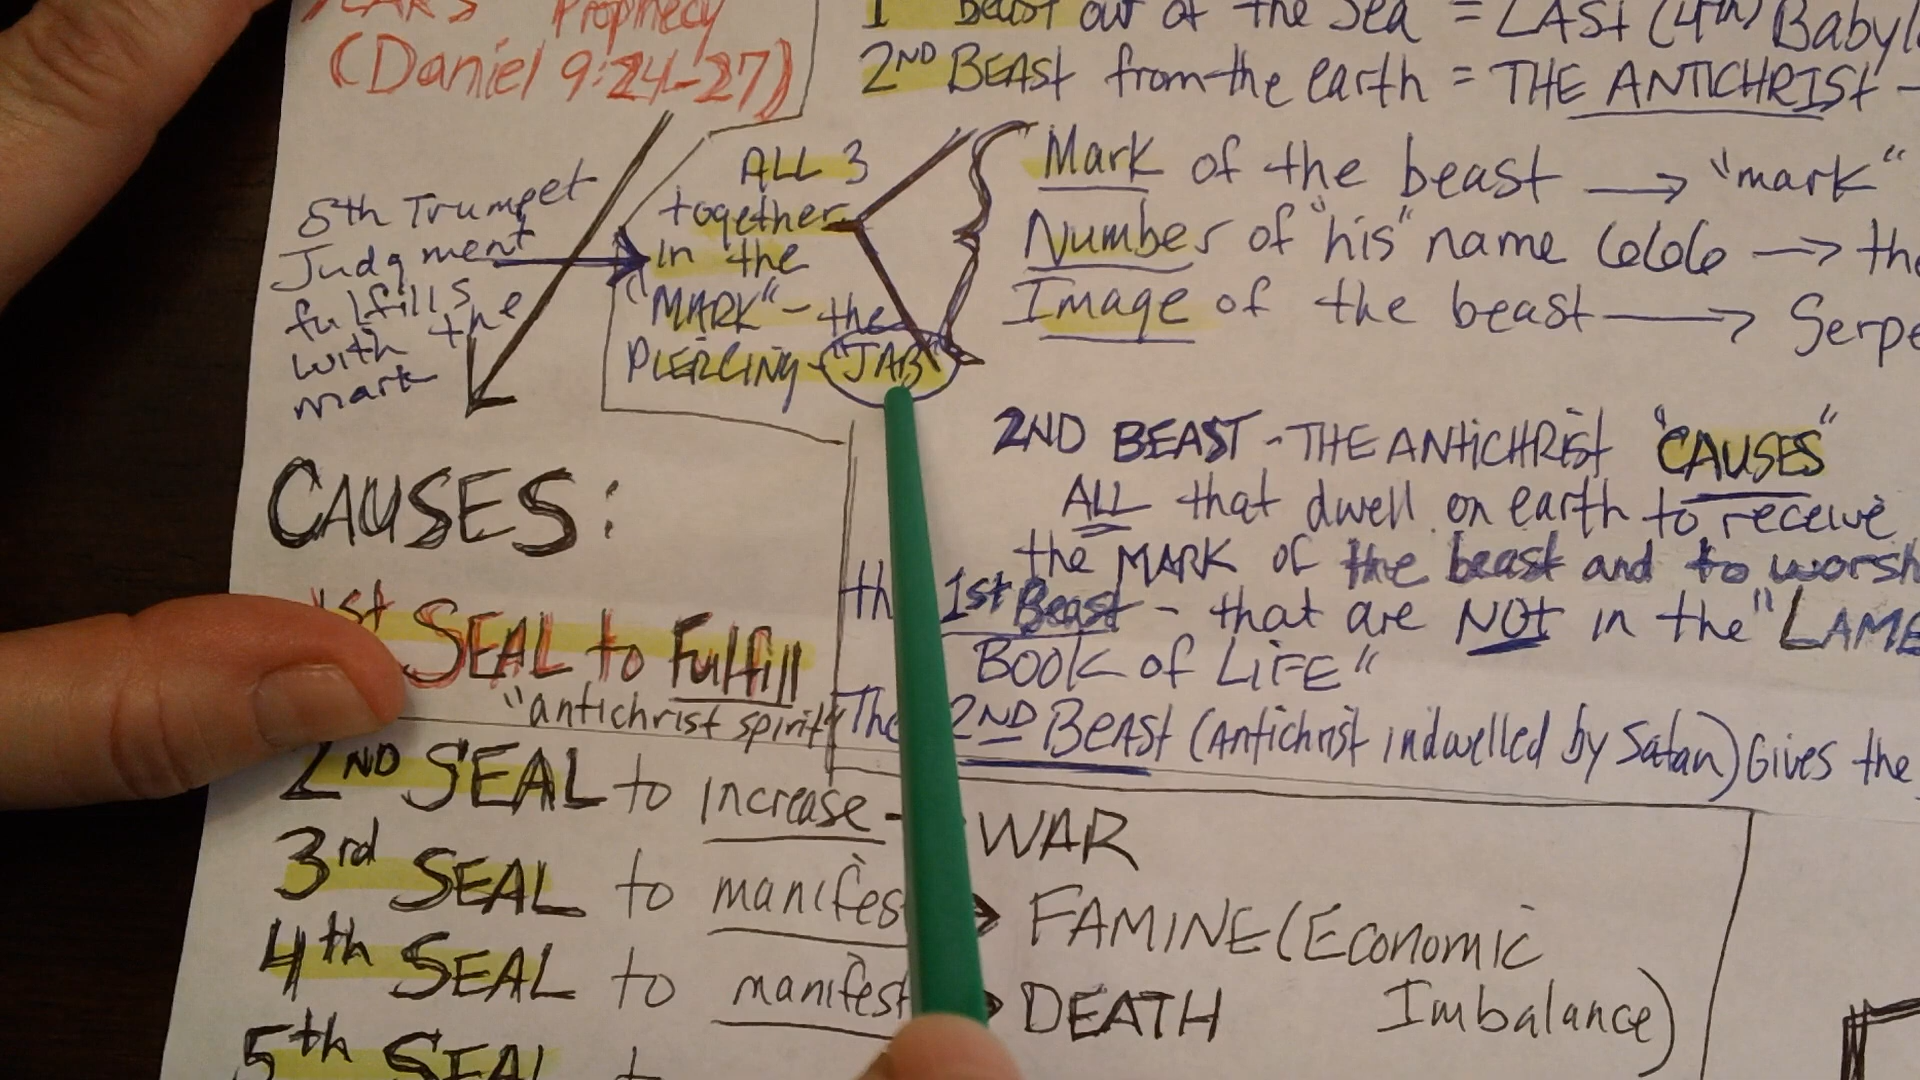 Prophecy
(Daniel 9:24-27)
Beast out of the Sea = LAST (4th) Babyl
2ND BEAST from the earth = THE ANTICHRIST -
ALL 3
together
in the
"MARK" - the
PIERCING - "JAB"
5th Trumpet
Judgment
fulfills
with the
mark
Mark of the beast → "mark"
Number of "his" name 666 → the
Image of the beast → Serpe
2ND BEAST - THE ANTICHRIST "CAUSES"
ALL that dwell on earth to receive
the MARK of the beast and to worsh
th 1st Beast - that are NOT in the "LAMB
BOOK of LIFE"
The 2ND BEAST (Antichrist indwelled by Satan) Gives the
CAUSES:
1st SEAL to Fulfill
"antichrist spirit"
2ND SEAL to increase - WAR
3rd SEAL to manifes → FAMINE (Economic
Imbalance)
4th SEAL to manifest → DEATH
5th SEAL t